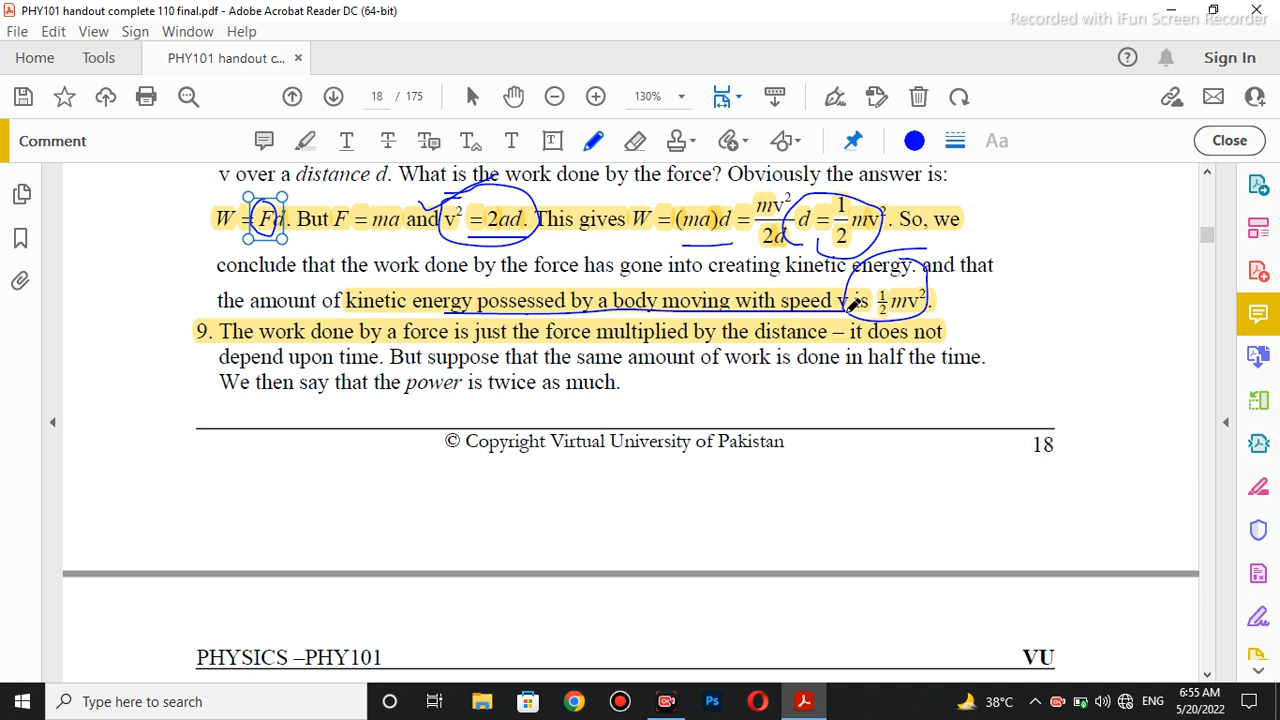 PHY101 handout complete 110 final.pdf - Adobe Acrobat Reader DC (64-bit)
Recorded with iFun Screen Recorder
File Edit View Sign Window Help
Home Tools PHY101 handout c... × Sign In
18 / 175 130%
Comment Aa Close
v over a distance d. What is the work done by the force? Obviously the answer is:
W = Fd. But F = ma and v² = 2ad. This gives W = (ma)d = mv²/2d d = 1/2 mv². So, we
conclude that the work done by the force has gone into creating kinetic energy. and that
the amount of kinetic energy possessed by a body moving with speed v is ½mv².
9. The work done by a force is just the force multiplied by the distance – it does not
depend upon time. But suppose that the same amount of work is done in half the time.
We then say that the power is twice as much.
© Copyright Virtual University of Pakistan 18
PHYSICS –PHY101 VU
Type here to search 38°C ENG 6:55 AM
5/20/2022